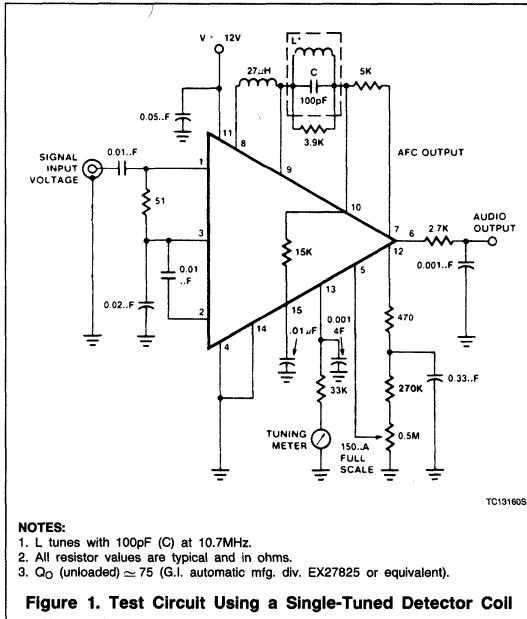 V+ 12V
L*
27µH
C
100pF
5K
3.9K
0.05..F
11
8
9
SIGNAL
INPUT
VOLTAGE
0.01..F
1
AFC OUTPUT
10
51
3
15K
7
6
2.7K
AUDIO
OUTPUT
12
0.001..F
0.01
..F
5
13
0.02..F
2
15
14
4
.01µF
0.001
4F
470
33K
270K
0.33..F
TUNING
METER
150..A
FULL
SCALE
0.5M
TC13160S
NOTES:
1. L tunes with 100pF (C) at 10.7MHz.
2. All resistor values are typical and in ohms.
3. QO (unloaded) ≃ 75 (G.I. automatic mfg. div. EX27825 or equivalent).
Figure 1. Test Circuit Using a Single-Tuned Detector Coil